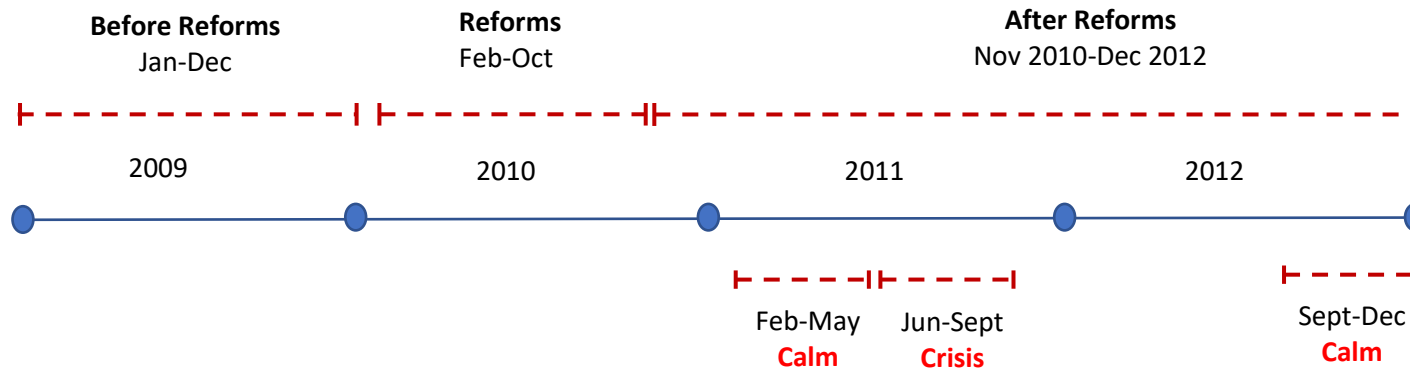 Before Reforms
Jan-Dec
Reforms
Feb-Oct
After Reforms
Nov 2010-Dec 2012
2009
2010
2011
2012
Feb-May
Calm
Jun-Sept
Crisis
Sept-Dec
Calm